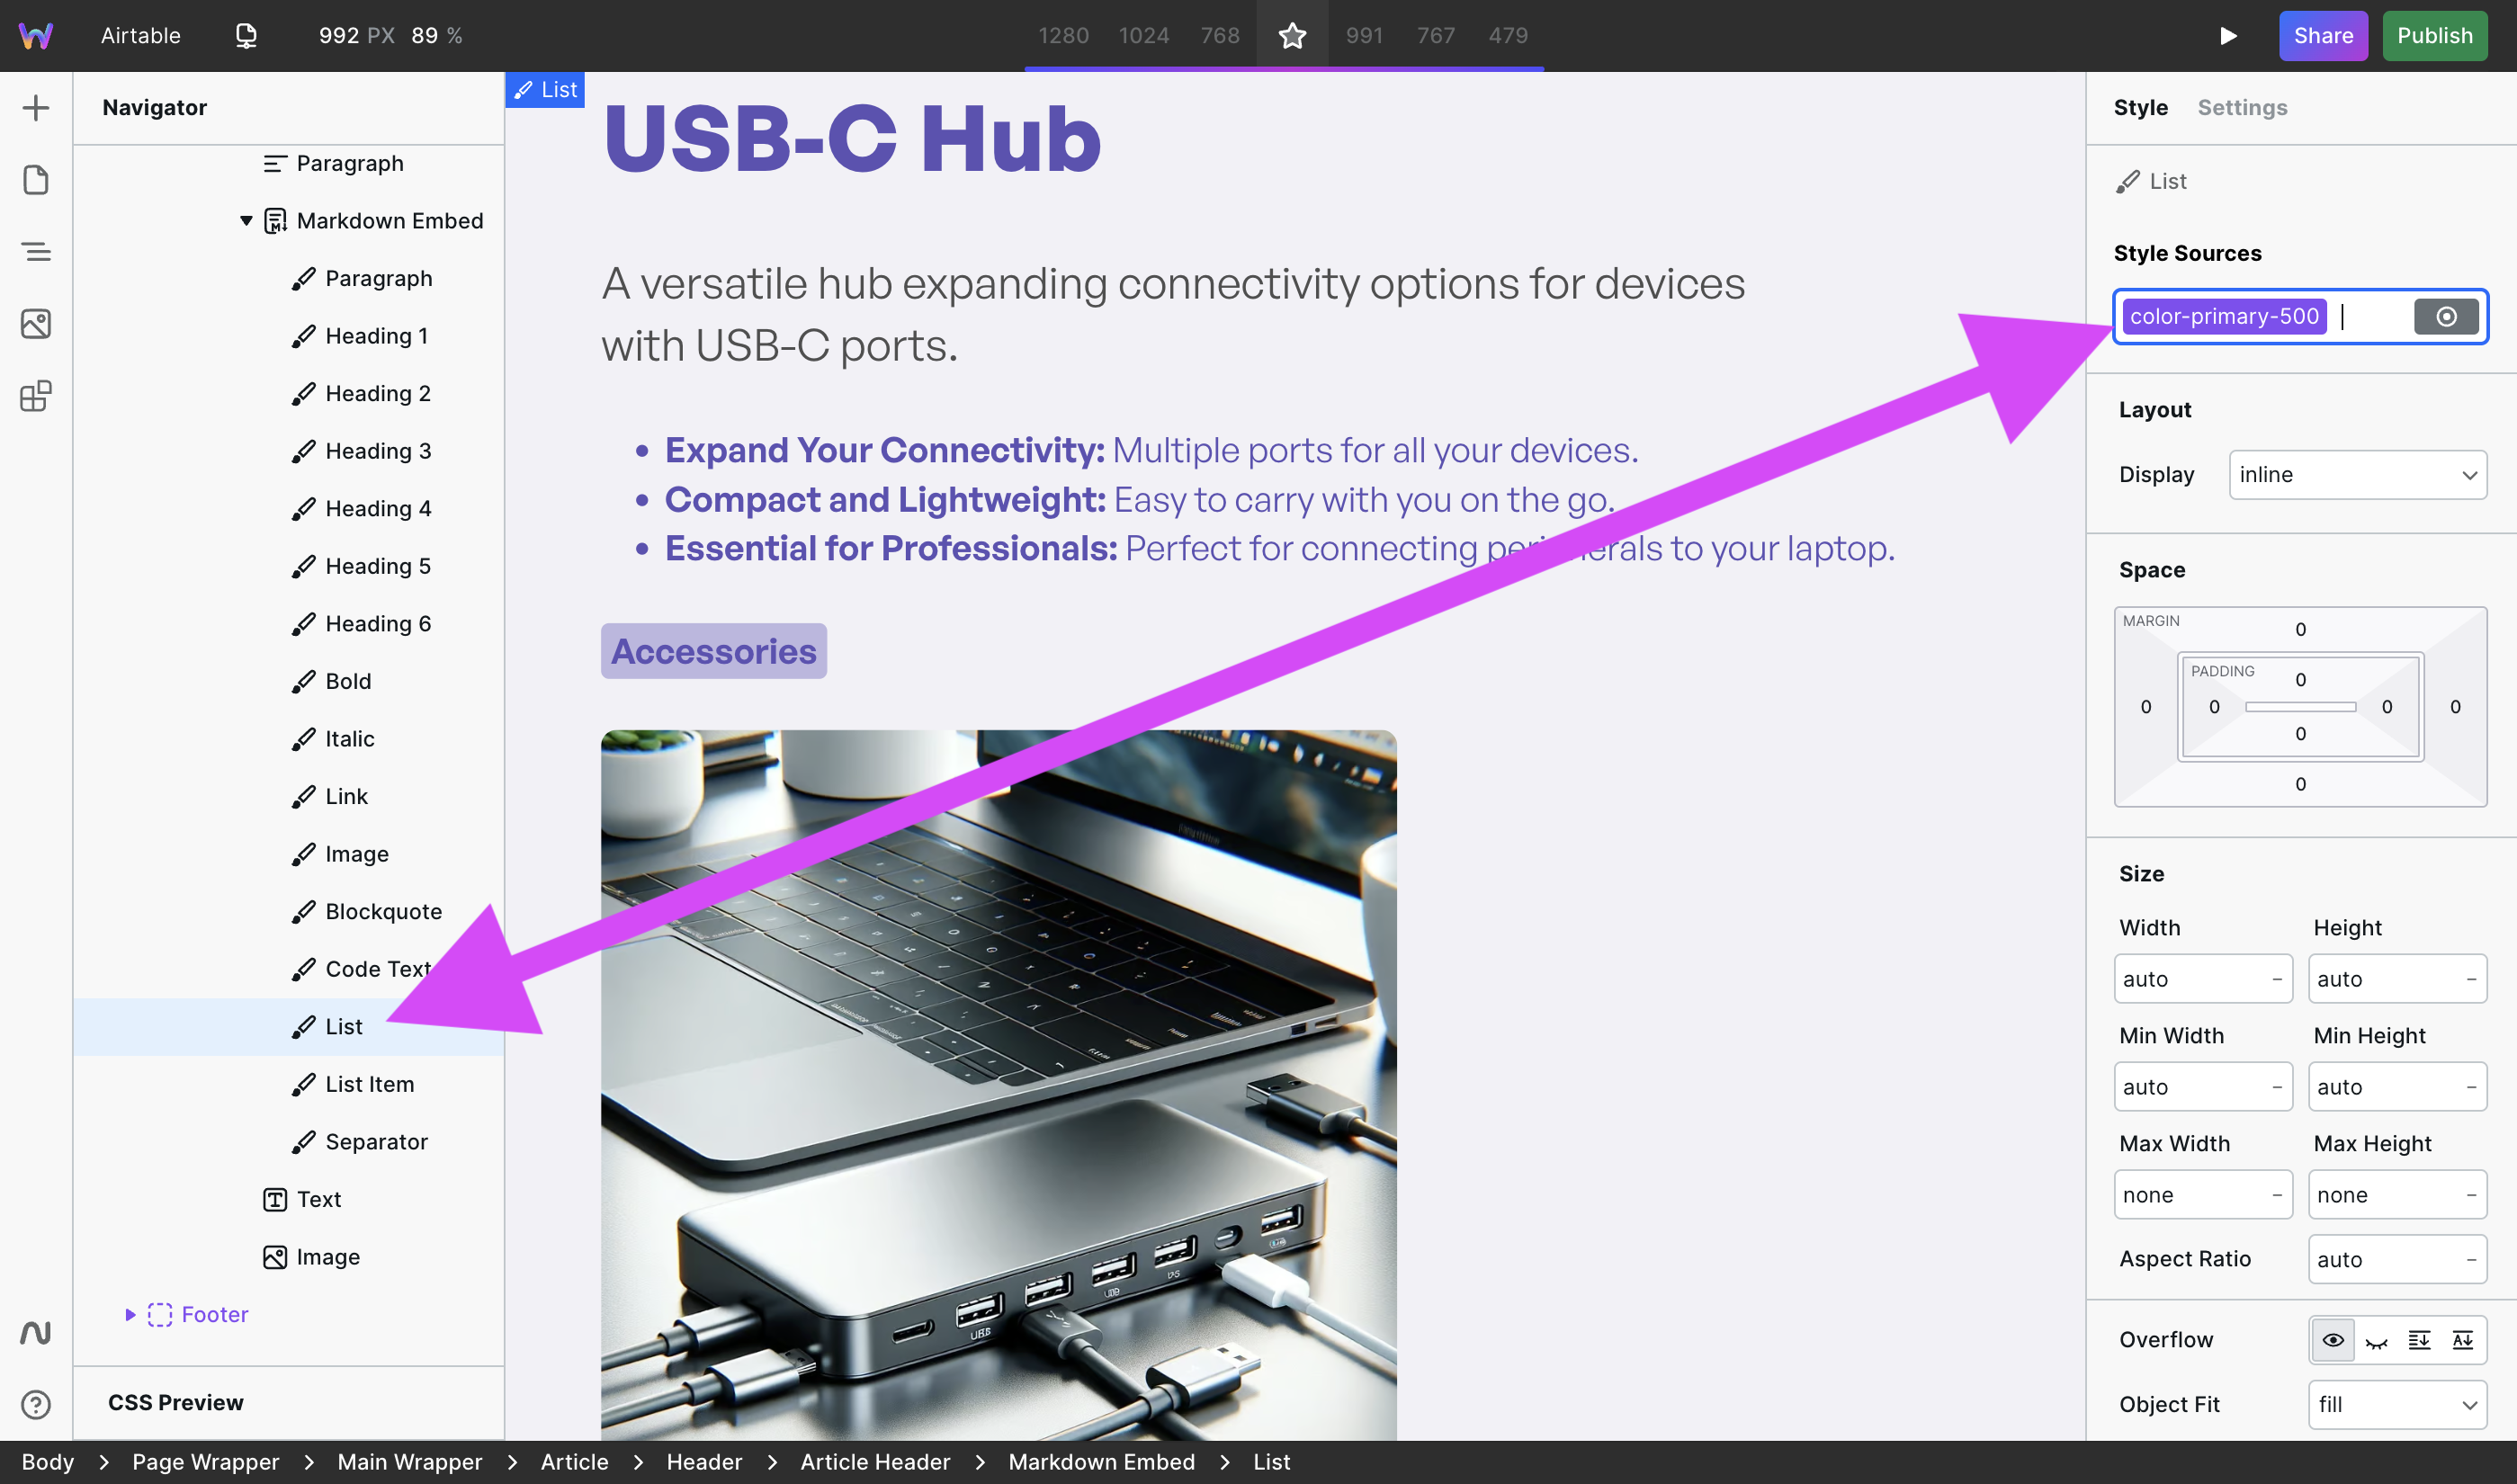 Airtable
992 PX 89 %
1280 1024 768 991 767 479
Share
Publish
Navigator
Paragraph
Markdown Embed
Paragraph
Heading 1
Heading 2
Heading 3
Heading 4
Heading 5
Heading 6
Bold
Italic
Link
Image
Blockquote
Code Text
List
List Item
Separator
Text
Image
Footer
CSS Preview
List
USB-C Hub
A versatile hub expanding connectivity options for devices
with USB-C ports.
• Expand Your Connectivity: Multiple ports for all your devices.
• Compact and Lightweight: Easy to carry with you on the go.
• Essential for Professionals: Perfect for connecting peripherals to your laptop.
Accessories
Style Settings
List
Style Sources
color-primary-500
Layout
Display inline
Space
MARGIN
0
PADDING
0
0 0 0 0
0
0
Size
Width Height
auto – auto –
Min Width Min Height
auto – auto –
Max Width Max Height
none – none –
Aspect Ratio auto –
Overflow
Object Fit fill
Body > Page Wrapper > Main Wrapper > Article > Header > Article Header > Markdown Embed > List